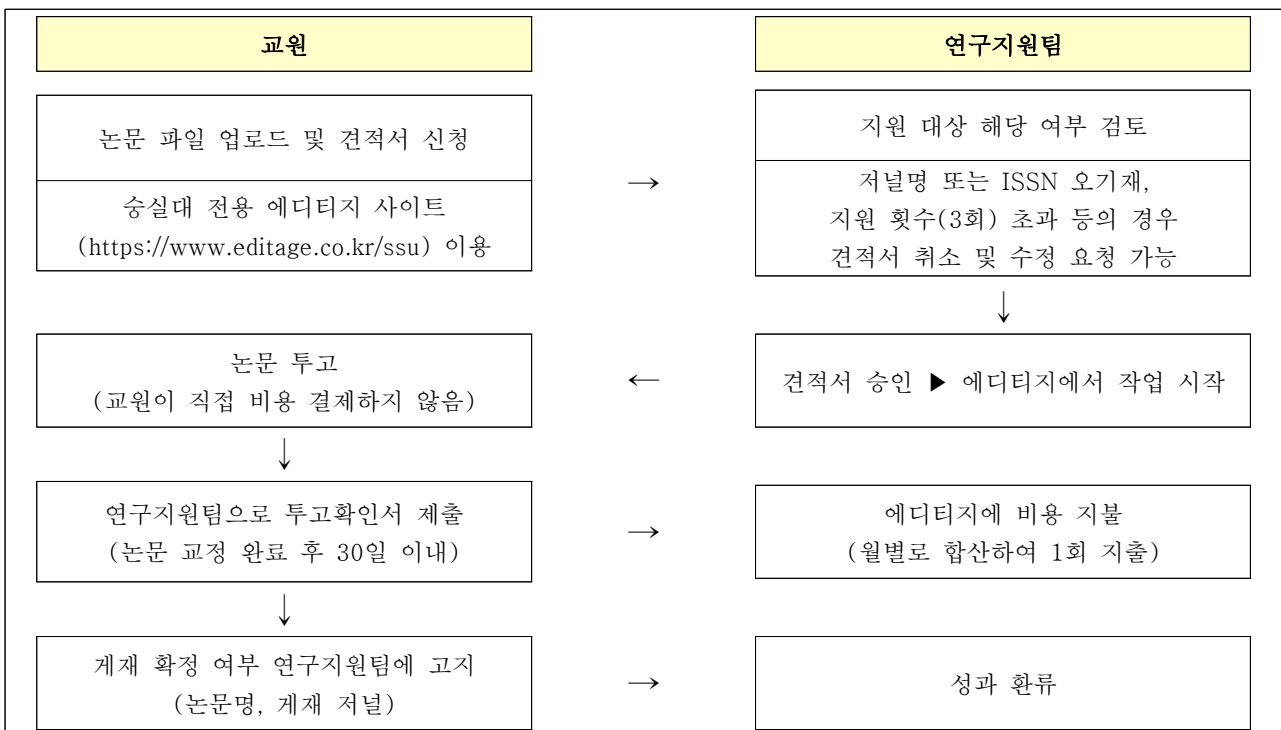 교원
연구지원팀
논문 파일 업로드 및 견적서 신청
숭실대 전용 에디티지 사이트
(https://www.editage.co.kr/ssu) 이용
→
지원 대상 해당 여부 검토
저널명 또는 ISSN 오기재,
지원 횟수(3회) 초과 등의 경우
견적서 취소 및 수정 요청 가능
↓
논문 투고
(교원이 직접 비용 결제하지 않음)
←
견적서 승인 ▶ 에디티지에서 작업 시작
↓
연구지원팀으로 투고확인서 제출
(논문 교정 완료 후 30일 이내)
→
에디티지에 비용 지불
(월별로 합산하여 1회 지출)
↓
게재 확정 여부 연구지원팀에 고지
(논문명, 게재 저널)
→
성과 환류